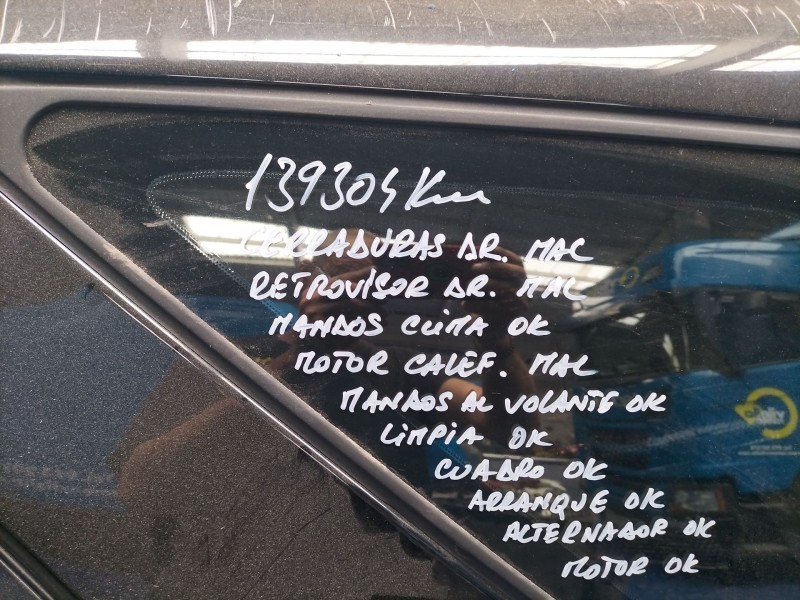 139304 Km
CERRADURAS DR. MAL
RETROVISOR DR. MAL
MANDOS CLIMA OK
MOTOR CALEF. MAL
MANDOS AL VOLANTE OK
LIMPIA OK
CUADRO OK
ARRANQUE OK
ALTERNADOR OK
MOTOR OK